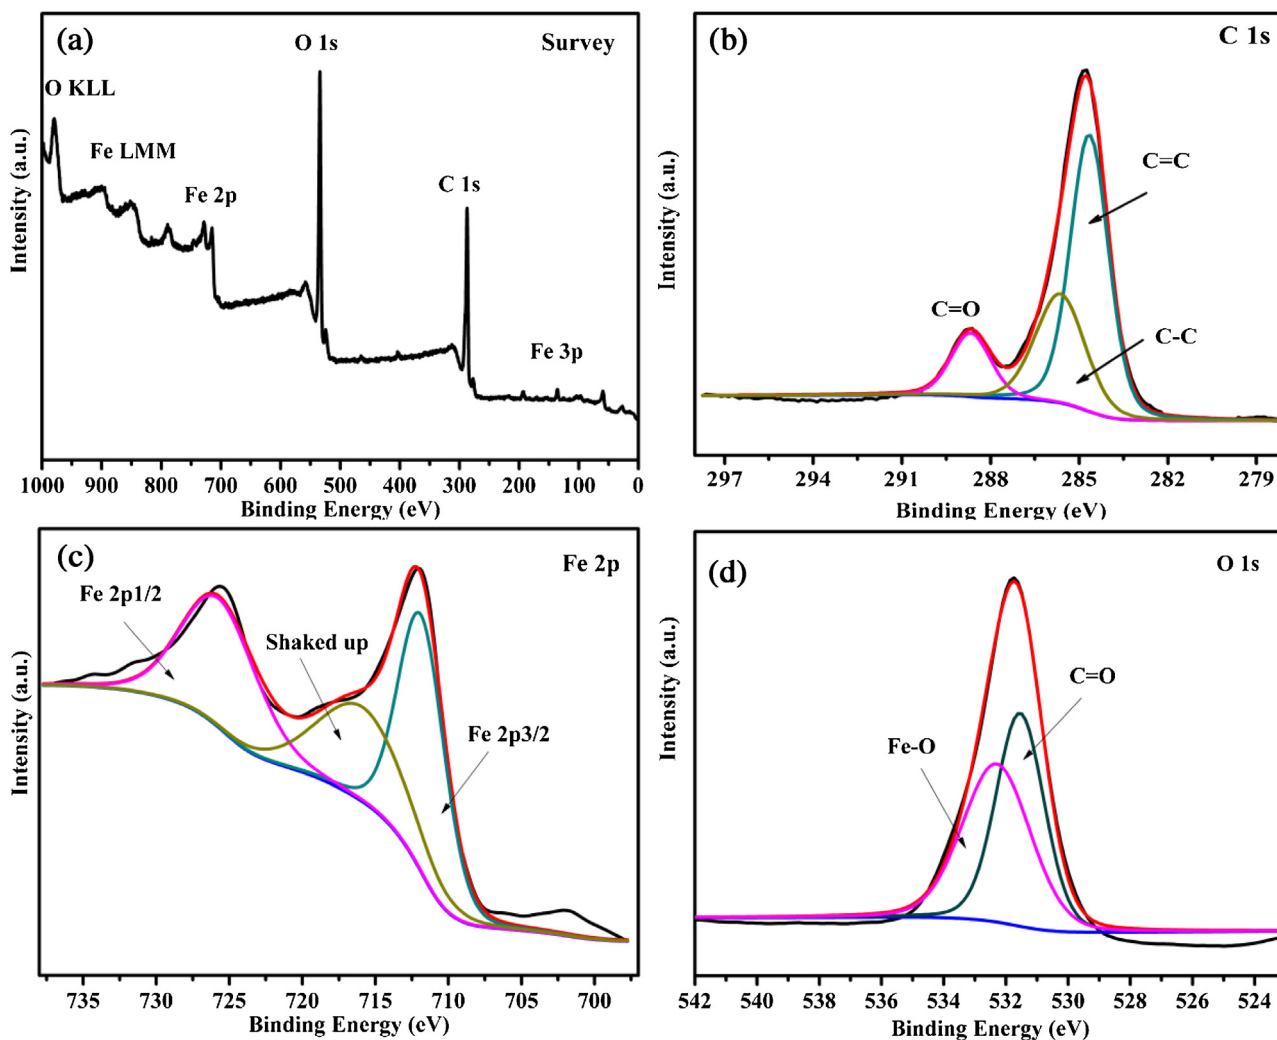 (a)
O 1s
Survey
O KLL
Fe LMM
Fe 2p
C 1s
Fe 3p
Intensity (a.u.)
1000 900 800 700 600 500 400 300 200 100 0
Binding Energy (eV)
(b)
C 1s
C=C
C=O
C-C
Intensity (a.u.)
297 294 291 288 285 282 279
Binding Energy (eV)
(c)
Fe 2p
Fe 2p1/2
Shaked up
Fe 2p3/2
Intensity (a.u.)
735 730 725 720 715 710 705 700
Binding Energy (eV)
(d)
O 1s
C=O
Fe-O
Intensity (a.u.)
542 540 538 536 534 532 530 528 526 524
Binding Energy (eV)